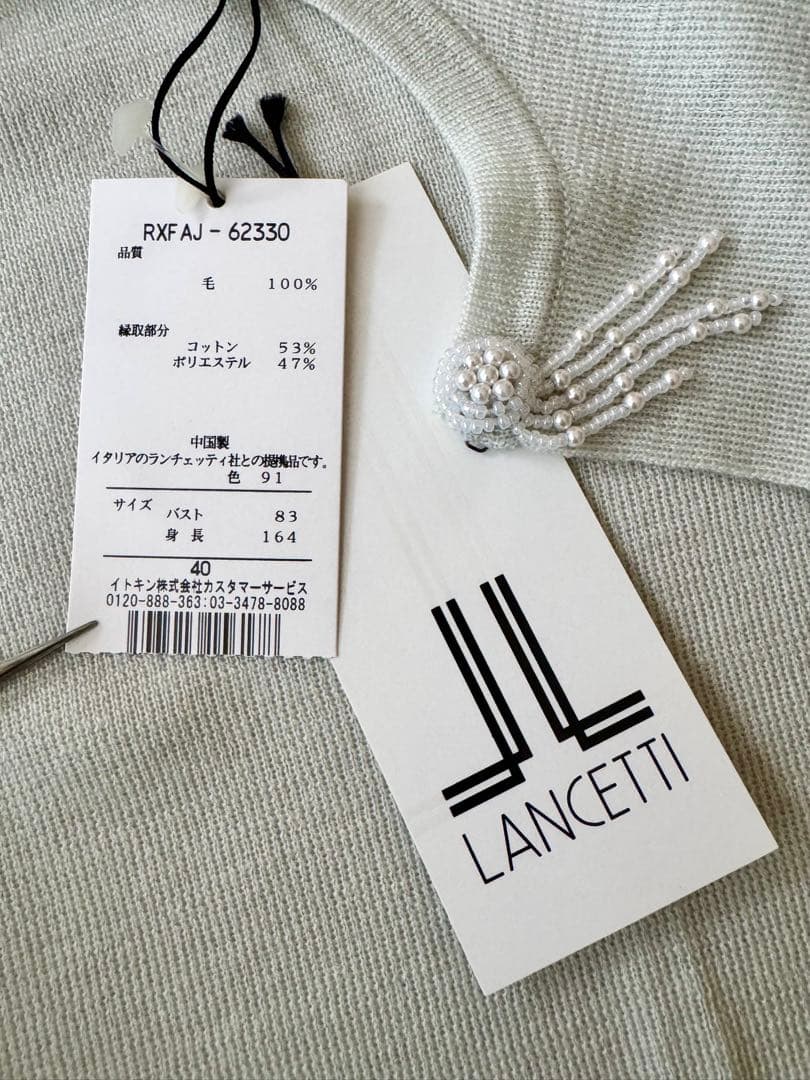 RXFAJ-62330
品質
毛 100%
縁取部分
コットン 53%
ポリエステル 47%
中国製
イタリアのランチェッティ社との提携品です。
色 91
サイズ
バスト 83
身長 164
40
イトキン株式会社カスタマーサービス
0120-888-363:03-3478-8088
LANCETTI